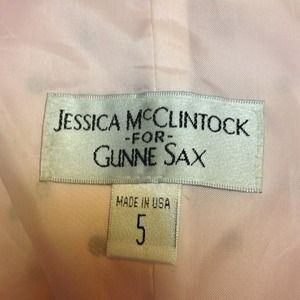 JESSICA McCLINTOCK
-FOR-
GUNNE SAX
MADE IN USA
5